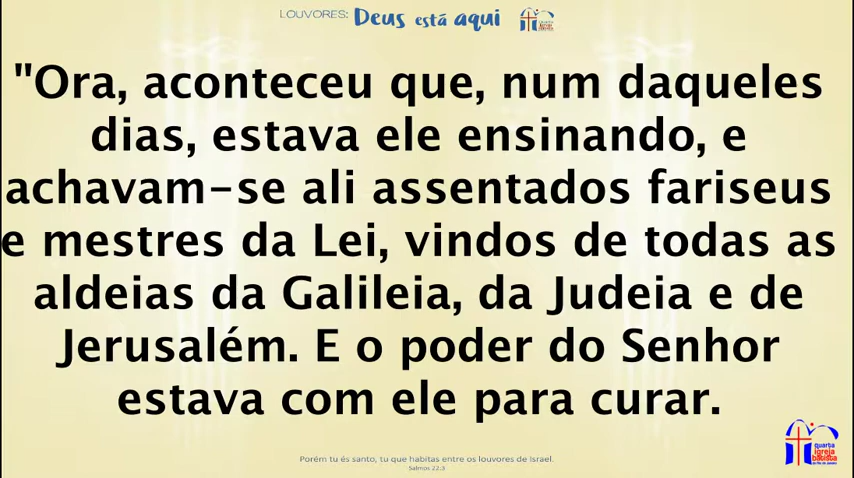 LOUVORES: Deus está aqui
"Ora, aconteceu que, num daqueles
dias, estava ele ensinando, e
achavam-se ali assentados fariseus
e mestres da Lei, vindos de todas as
aldeias da Galileia, da Judeia e de
Jerusalém. E o poder do Senhor
estava com ele para curar.
quarta
igreja
batista
Porém tu és santo, tu que habitas entre os louvores de Israel.
Salmos 22:3